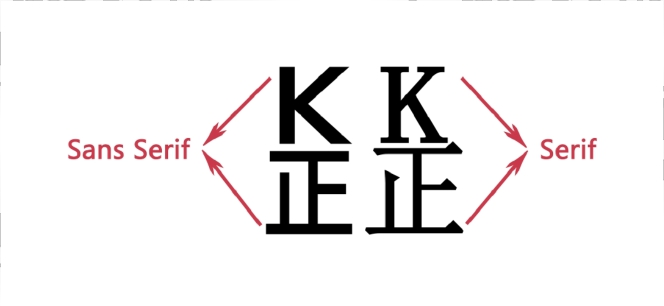 K K
Sans Serif Serif
正 正